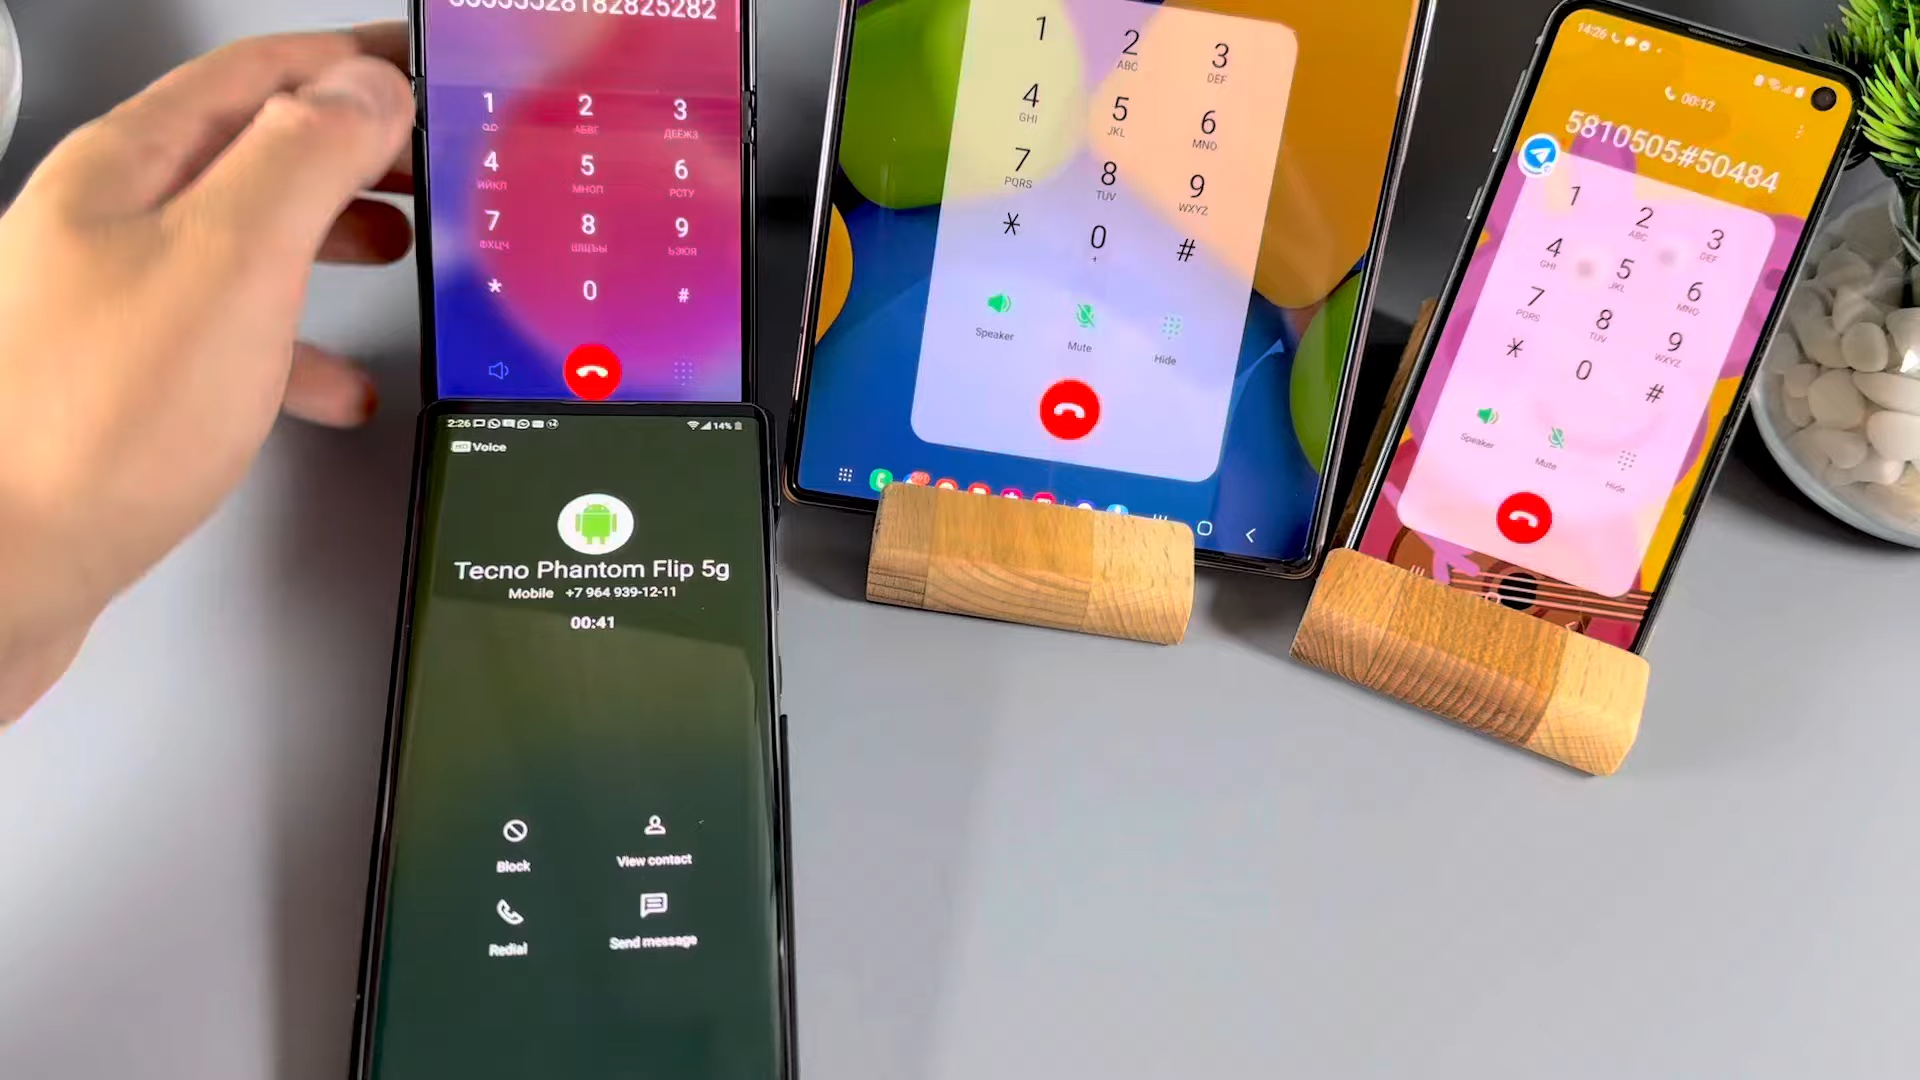 36555528182825282
1
2
АБВГ
3
ДЕЁЖЗ
4
ИЙКЛ
5
МНОП
6
РСТУ
7
ФХЦЧ
8
ШЩЪЫ
9
ЬЭЮЯ
*
0
#
2:26
14%
HD Voice
Tecno Phantom Flip 5g
Mobile +7 964 939-12-11
00:41
Block
View contact
Redial
Send message
1
2
ABC
3
DEF
4
GHI
5
JKL
6
MNO
7
PQRS
8
TUV
9
WXYZ
*
0
+
#
Speaker
Mute
Hide
14:26
00:12
5810505#50484
1
2
ABC
3
DEF
4
GHI
5
JKL
6
MNO
7
PQRS
8
TUV
9
WXYZ
*
0
#
Speaker
Mute
Hide